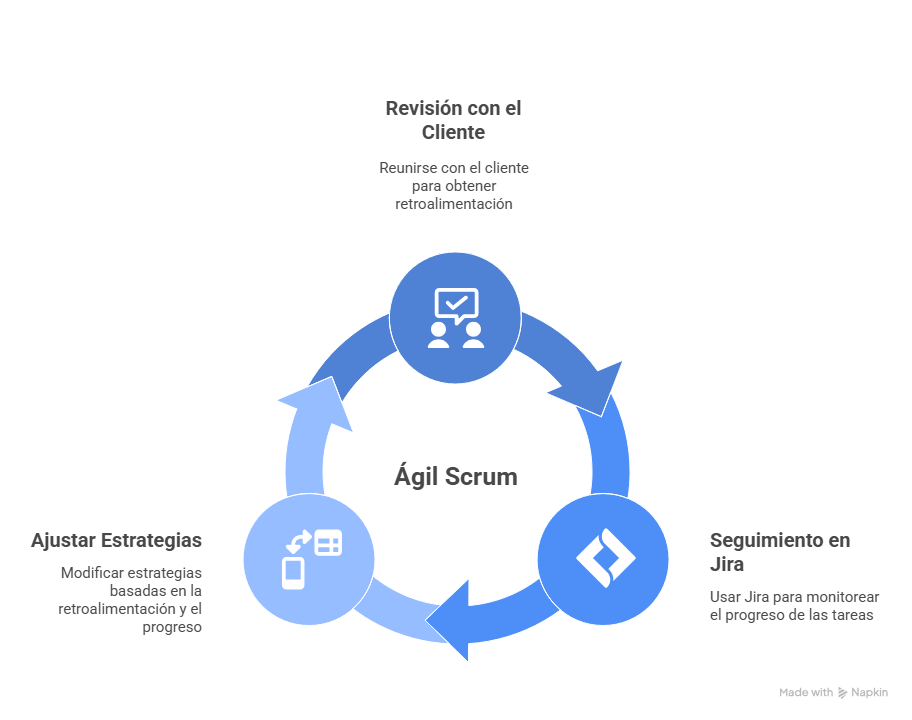 Revisión con el
Cliente
Reunirse con el cliente
para obtener
retroalimentación
Ágil Scrum
Ajustar Estrategias
Modificar estrategias
basadas en la
retroalimentación y el
progreso
Seguimiento en
Jira
Usar Jira para monitorear
el progreso de las tareas
Made with Napkin